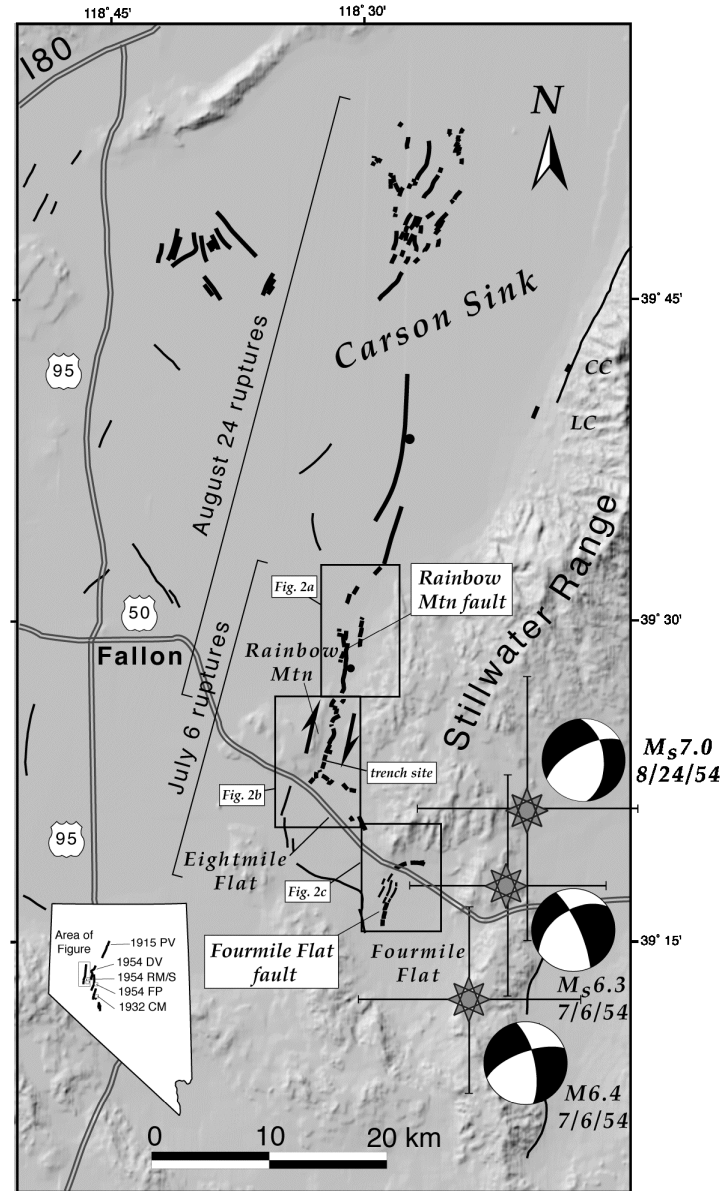 118° 45'
118° 30'
I80
N
39° 45'
Carson Sink
CC
LC
95
August 24 ruptures
Stillwater Range
Fig. 2a
Rainbow
Mtn fault
50
39° 30'
Fallon
Rainbow
Mtn
July 6 ruptures
Ms7.0
8/24/54
trench site
Fig. 2b
95
Eightmile
Flat
Fig. 2c
Area of
Figure
1915 PV
1954 DV
1954 RM/S
1954 FP
1932 CM
Fourmile Flat
fault
Fourmile
Flat
39° 15'
Ms6.3
7/6/54
M6.4
7/6/54
0 10 20 km